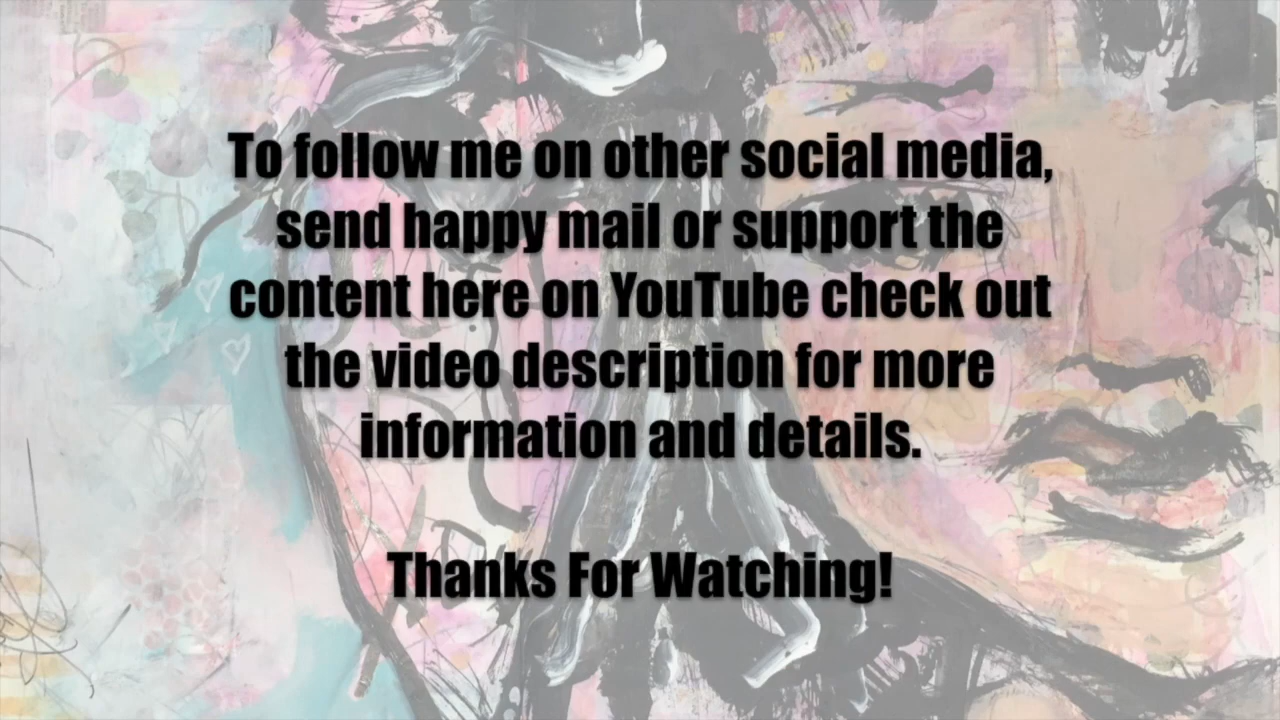 To follow me on other social media,
send happy mail or support the
content here on YouTube check out
the video description for more
information and details.
Thanks For Watching!